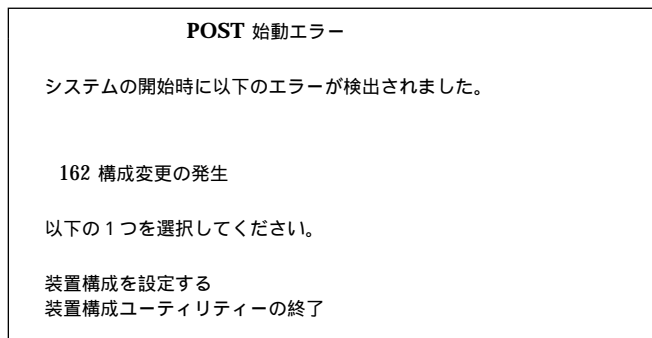 POST 始動エラー
システムの開始時に以下のエラーが検出されました。
162 構成変更の発生
以下の1つを選択してください。
装置構成を設定する
装置構成ユーティリティーの終了